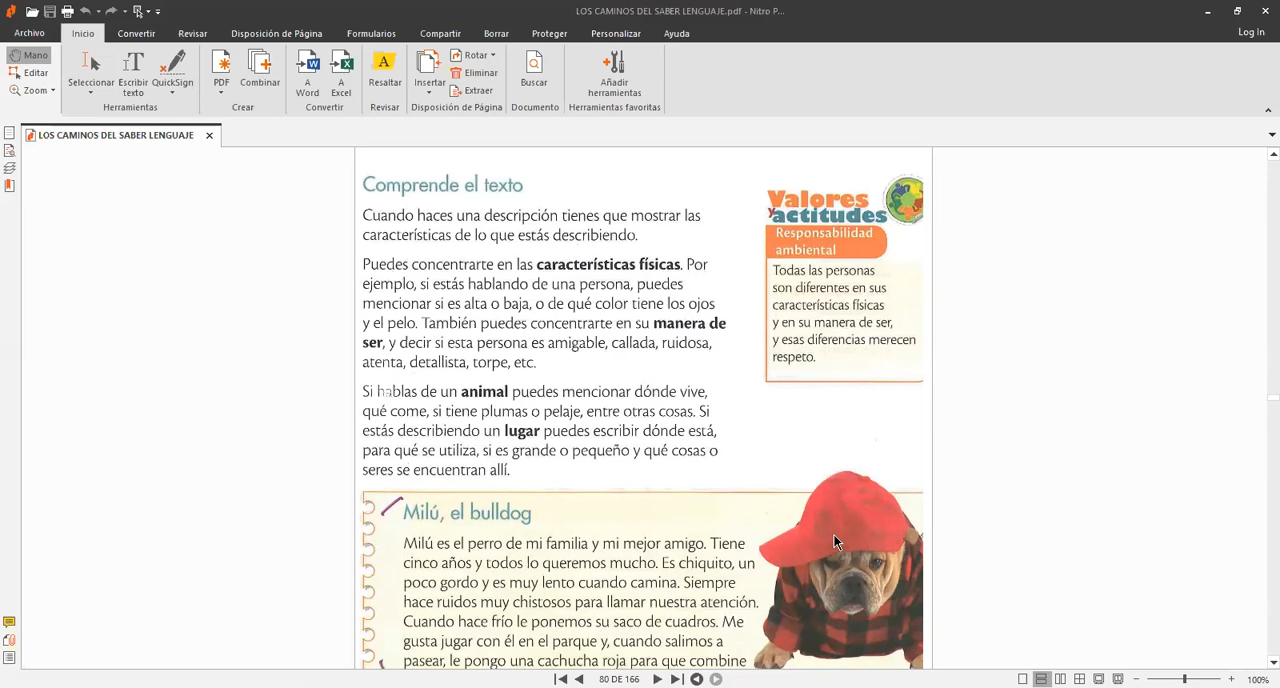 LOS CAMINOS DEL SABER LENGUAJE.pdf - Nitro P...
Archivo Inicio Convertir Revisar Disposición de Página Formularios Compartir Borrar Proteger Personalizar Ayuda Log In
Mano
Editar
Zoom
Seleccionar
Escribir texto
QuickSign
Herramientas
PDF
Combinar
Crear
A Word
A Excel
Convertir
Resaltar
Revisar
Insertar
Rotar
Eliminar
Extraer
Disposición de Página
Buscar
Documento
Añadir herramientas
Herramientas favoritas
LOS CAMINOS DEL SABER LENGUAJE
Comprende el texto
Cuando haces una descripción tienes que mostrar las
características de lo que estás describiendo.
Puedes concentrarte en las características físicas. Por
ejemplo, si estás hablando de una persona, puedes
mencionar si es alta o baja, o de qué color tiene los ojos
y el pelo. También puedes concentrarte en su manera de
ser, y decir si esta persona es amigable, callada, ruidosa,
atenta, detallista, torpe, etc.
Si hablas de un animal puedes mencionar dónde vive,
qué come, si tiene plumas o pelaje, entre otras cosas. Si
estás describiendo un lugar puedes escribir dónde está,
para qué se utiliza, si es grande o pequeño y qué cosas o
seres se encuentran allí.
Valores
y actitudes
Responsabilidad
ambiental
Todas las personas
son diferentes en sus
características físicas
y en su manera de ser,
y esas diferencias merecen
respeto.
Milú, el bulldog
Milú es el perro de mi familia y mi mejor amigo. Tiene
cinco años y todos lo queremos mucho. Es chiquito, un
poco gordo y es muy lento cuando camina. Siempre
hace ruidos muy chistosos para llamar nuestra atención.
Cuando hace frío le ponemos su saco de cuadros. Me
gusta jugar con él en el parque y, cuando salimos a
pasear, le pongo una cachucha roja para que combine
80 DE 166
100%